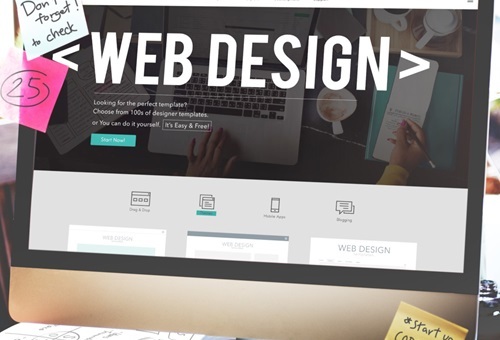 Don't
forget!
to check
25
< WEB DESIGN >
Looking for the perfect template?
Choose from 100s of designer templates.
or You can do it yourself. It's Easy & Free!
Start Now!
Drag & Drop
Mobile Apps
Blogging
WEB DESIGN
WEB DESIGN
WEB DESIGN
*Start up